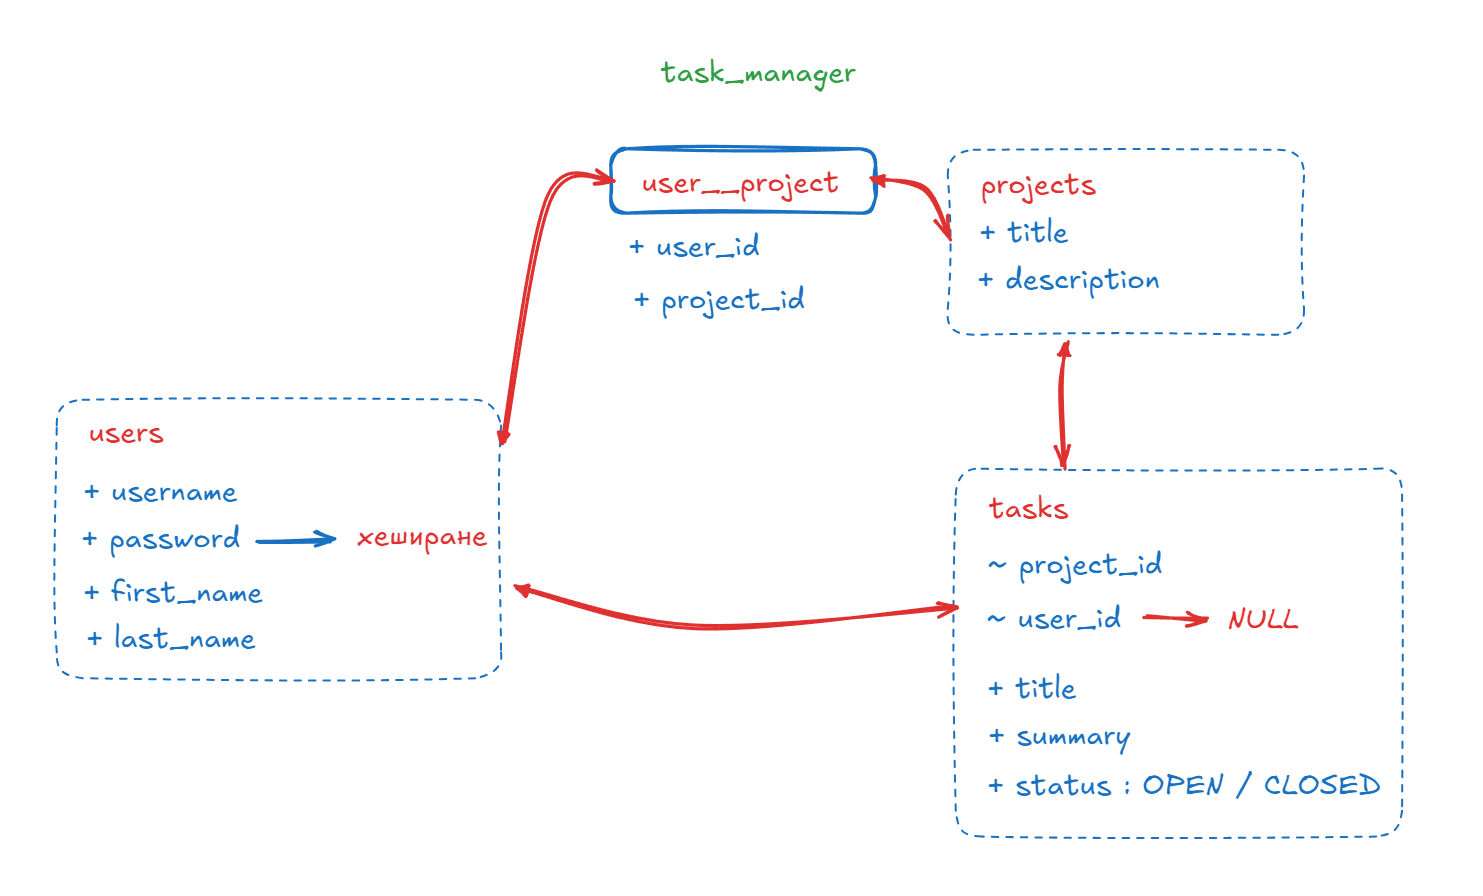 task_manager
user__project
+ user_id
+ project_id
projects
+ title
+ description
users
+ username
+ password хеширане
+ first_name
+ last_name
tasks
~ project_id
~ user_id NULL
+ title
+ summary
+ status : OPEN / CLOSED